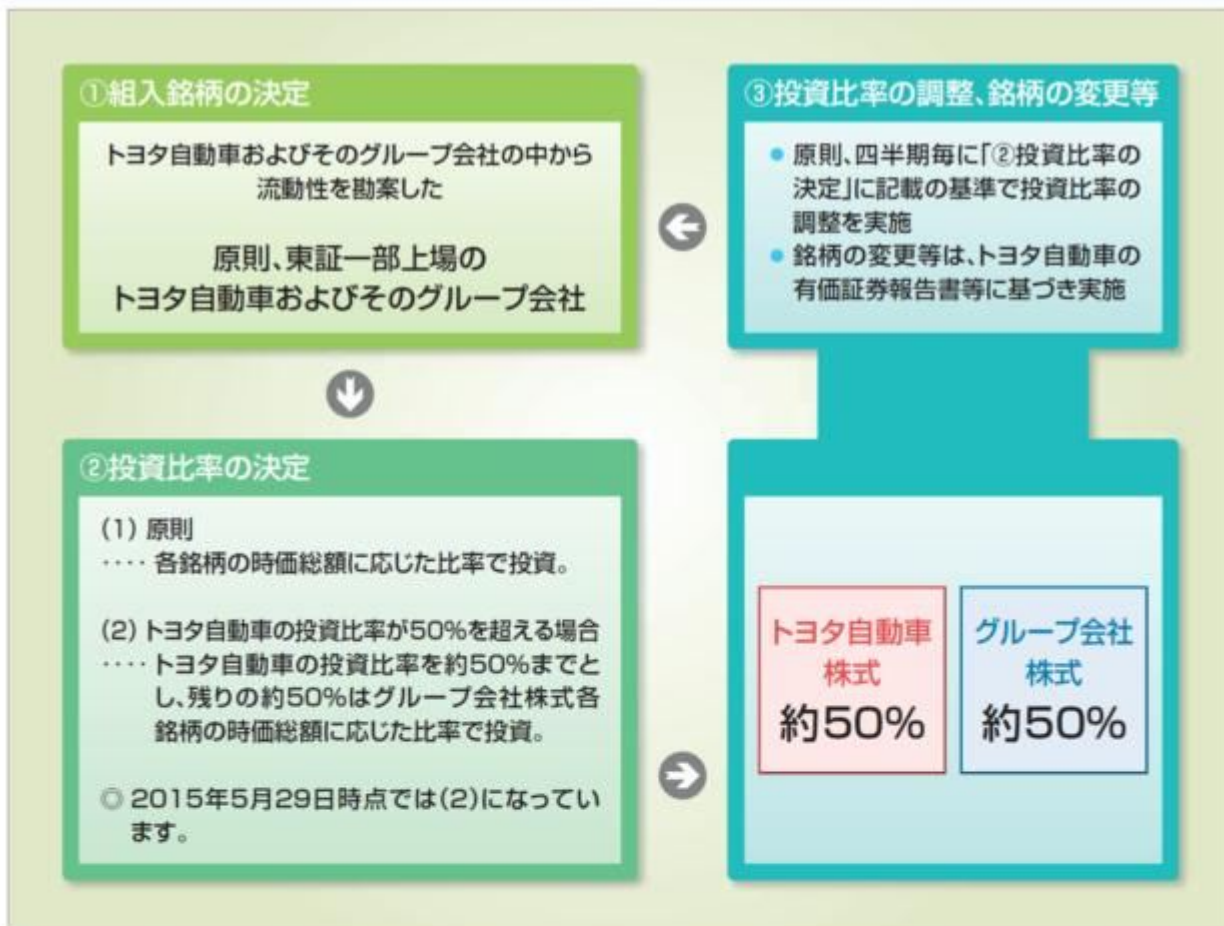 ①組入銘柄の決定
トヨタ自動車およびそのグループ会社の中から
流動性を勘案した
原則、東証一部上場の
トヨタ自動車およびそのグループ会社
②投資比率の決定
(1) 原則
‥‥ 各銘柄の時価総額に応じた比率で投資。
(2) トヨタ自動車の投資比率が50%を超える場合
‥‥ トヨタ自動車の投資比率を約50%までと
し、残りの約50%はグループ会社株式各
銘柄の時価総額に応じた比率で投資。
◎ 2015年5月29日時点では(2)になってい
ます。
トヨタ自動車
株式
約50%
グループ会社
株式
約50%
③投資比率の調整、銘柄の変更等
● 原則、四半期毎に「②投資比率の
決定」に記載の基準で投資比率の
調整を実施
● 銘柄の変更等は、トヨタ自動車の
有価証券報告書等に基づき実施